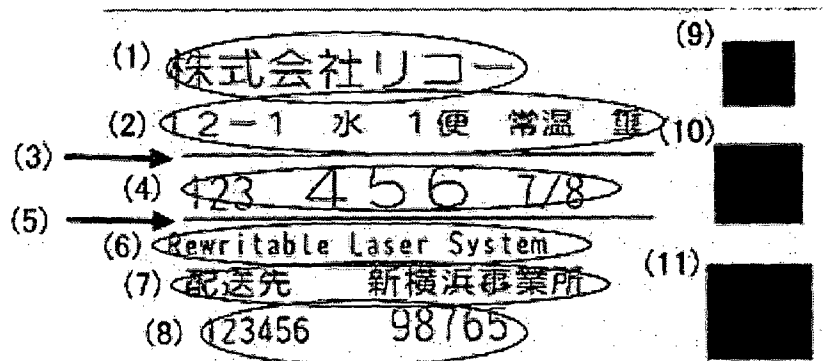 (1) 株式会社リコー (9)
(2) 12-1 水 1便 常温 (10)
(3)
(4) 123 456 7/8
(5)
(6) Rewritable Laser System
(7) 配送先 新横浜事業所 (11)
(8) 123456 98765